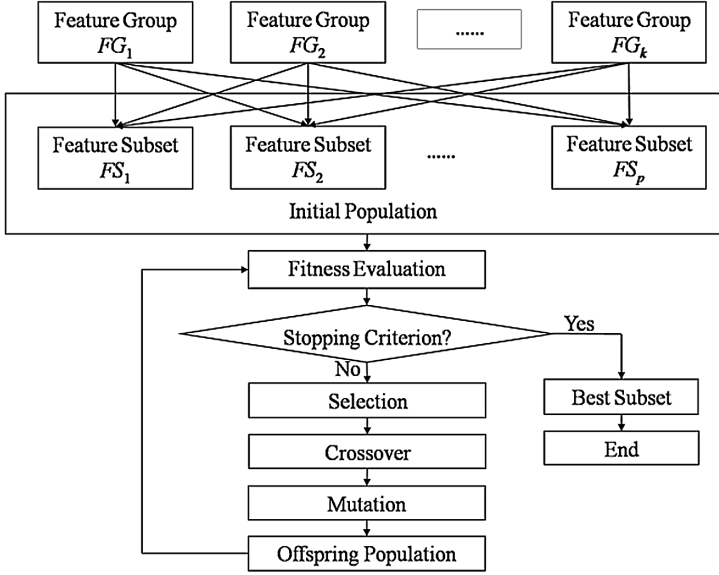 Feature Group
FG₁
Feature Group
FG₂
......
Feature Group
FGₖ
Feature Subset
FS₁
Feature Subset
FS₂
......
Feature Subset
FSₚ
Initial Population
Fitness Evaluation
Stopping Criterion?
Yes
No
Selection
Best Subset
Crossover
End
Mutation
Offspring Population